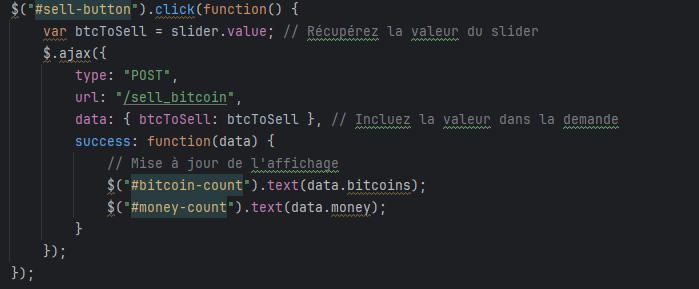 $("#sell-button").click(function() {
    var btcToSell = slider.value; // Récupérez la valeur du slider
    $.ajax({
        type: "POST",
        url: "/sell_bitcoin",
        data: { btcToSell: btcToSell }, // Incluez la valeur dans la demande
        success: function(data) {
            // Mise à jour de l'affichage
            $("#bitcoin-count").text(data.bitcoins);
            $("#money-count").text(data.money);
        }
    });
});